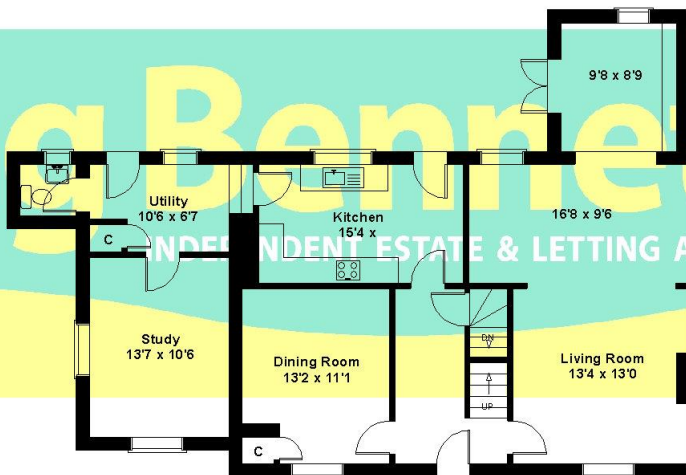 9'8 x 8'9
g Bennet
Utility
10'6 x 6'7
Kitchen
15'4 x
16'8 x 9'6
C
INDEPENDENT ESTATE & LETTING A
Study
13'7 x 10'6
Dining Room
13'2 x 11'1
DN
Living Room
13'4 x 13'0
UP
C